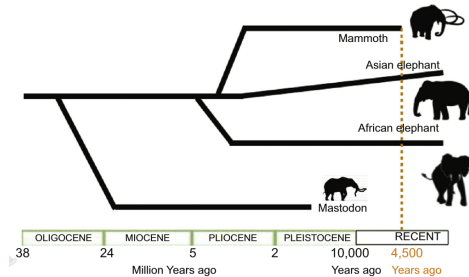 Mammoth
Asian elephant
African elephant
Mastodon
OLIGOCENE MIOCENE PLIOCENE PLEISTOCENE RECENT
38 24 5 2 10,000 4,500
Million Years ago Years ago Years ago